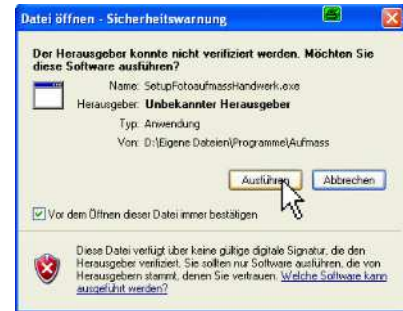 Datei öffnen - Sicherheitswarnung
Der Herausgeber konnte nicht verifiziert werden. Möchten Sie
diese Software ausführen?
Name: SetupFotoaufmassHandwerk.exe
Herausgeber: Unbekannter Herausgeber
Typ: Anwendung
Von: D:\Eigene Dateien\Programme\Aufmass
Ausführen Abbrechen
Vor dem Öffnen dieser Datei immer bestätigen
Diese Datei verfügt über keine gültige digitale Signatur, die den
Herausgeber verifiziert. Sie sollten nur Software ausführen, die von
Herausgebern stammt, denen Sie vertrauen. Welche Software kann
ausgeführt werden?